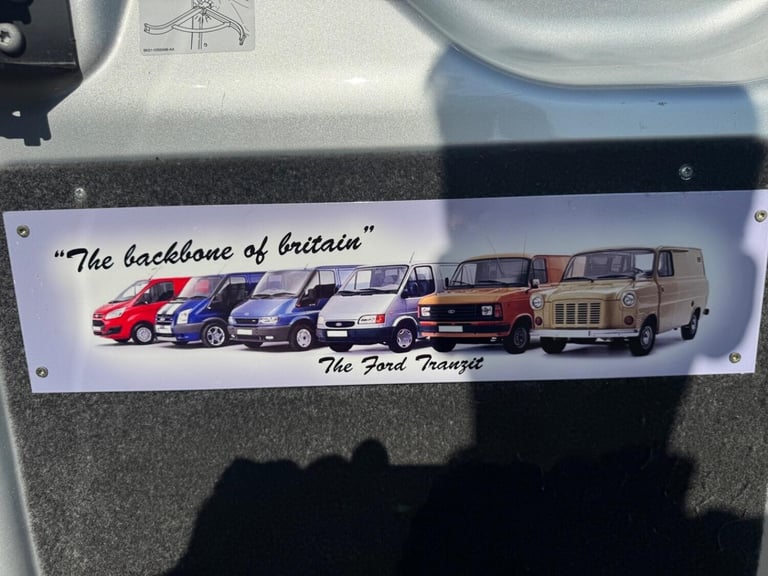 "The backbone of britain"
The Ford Tranzit